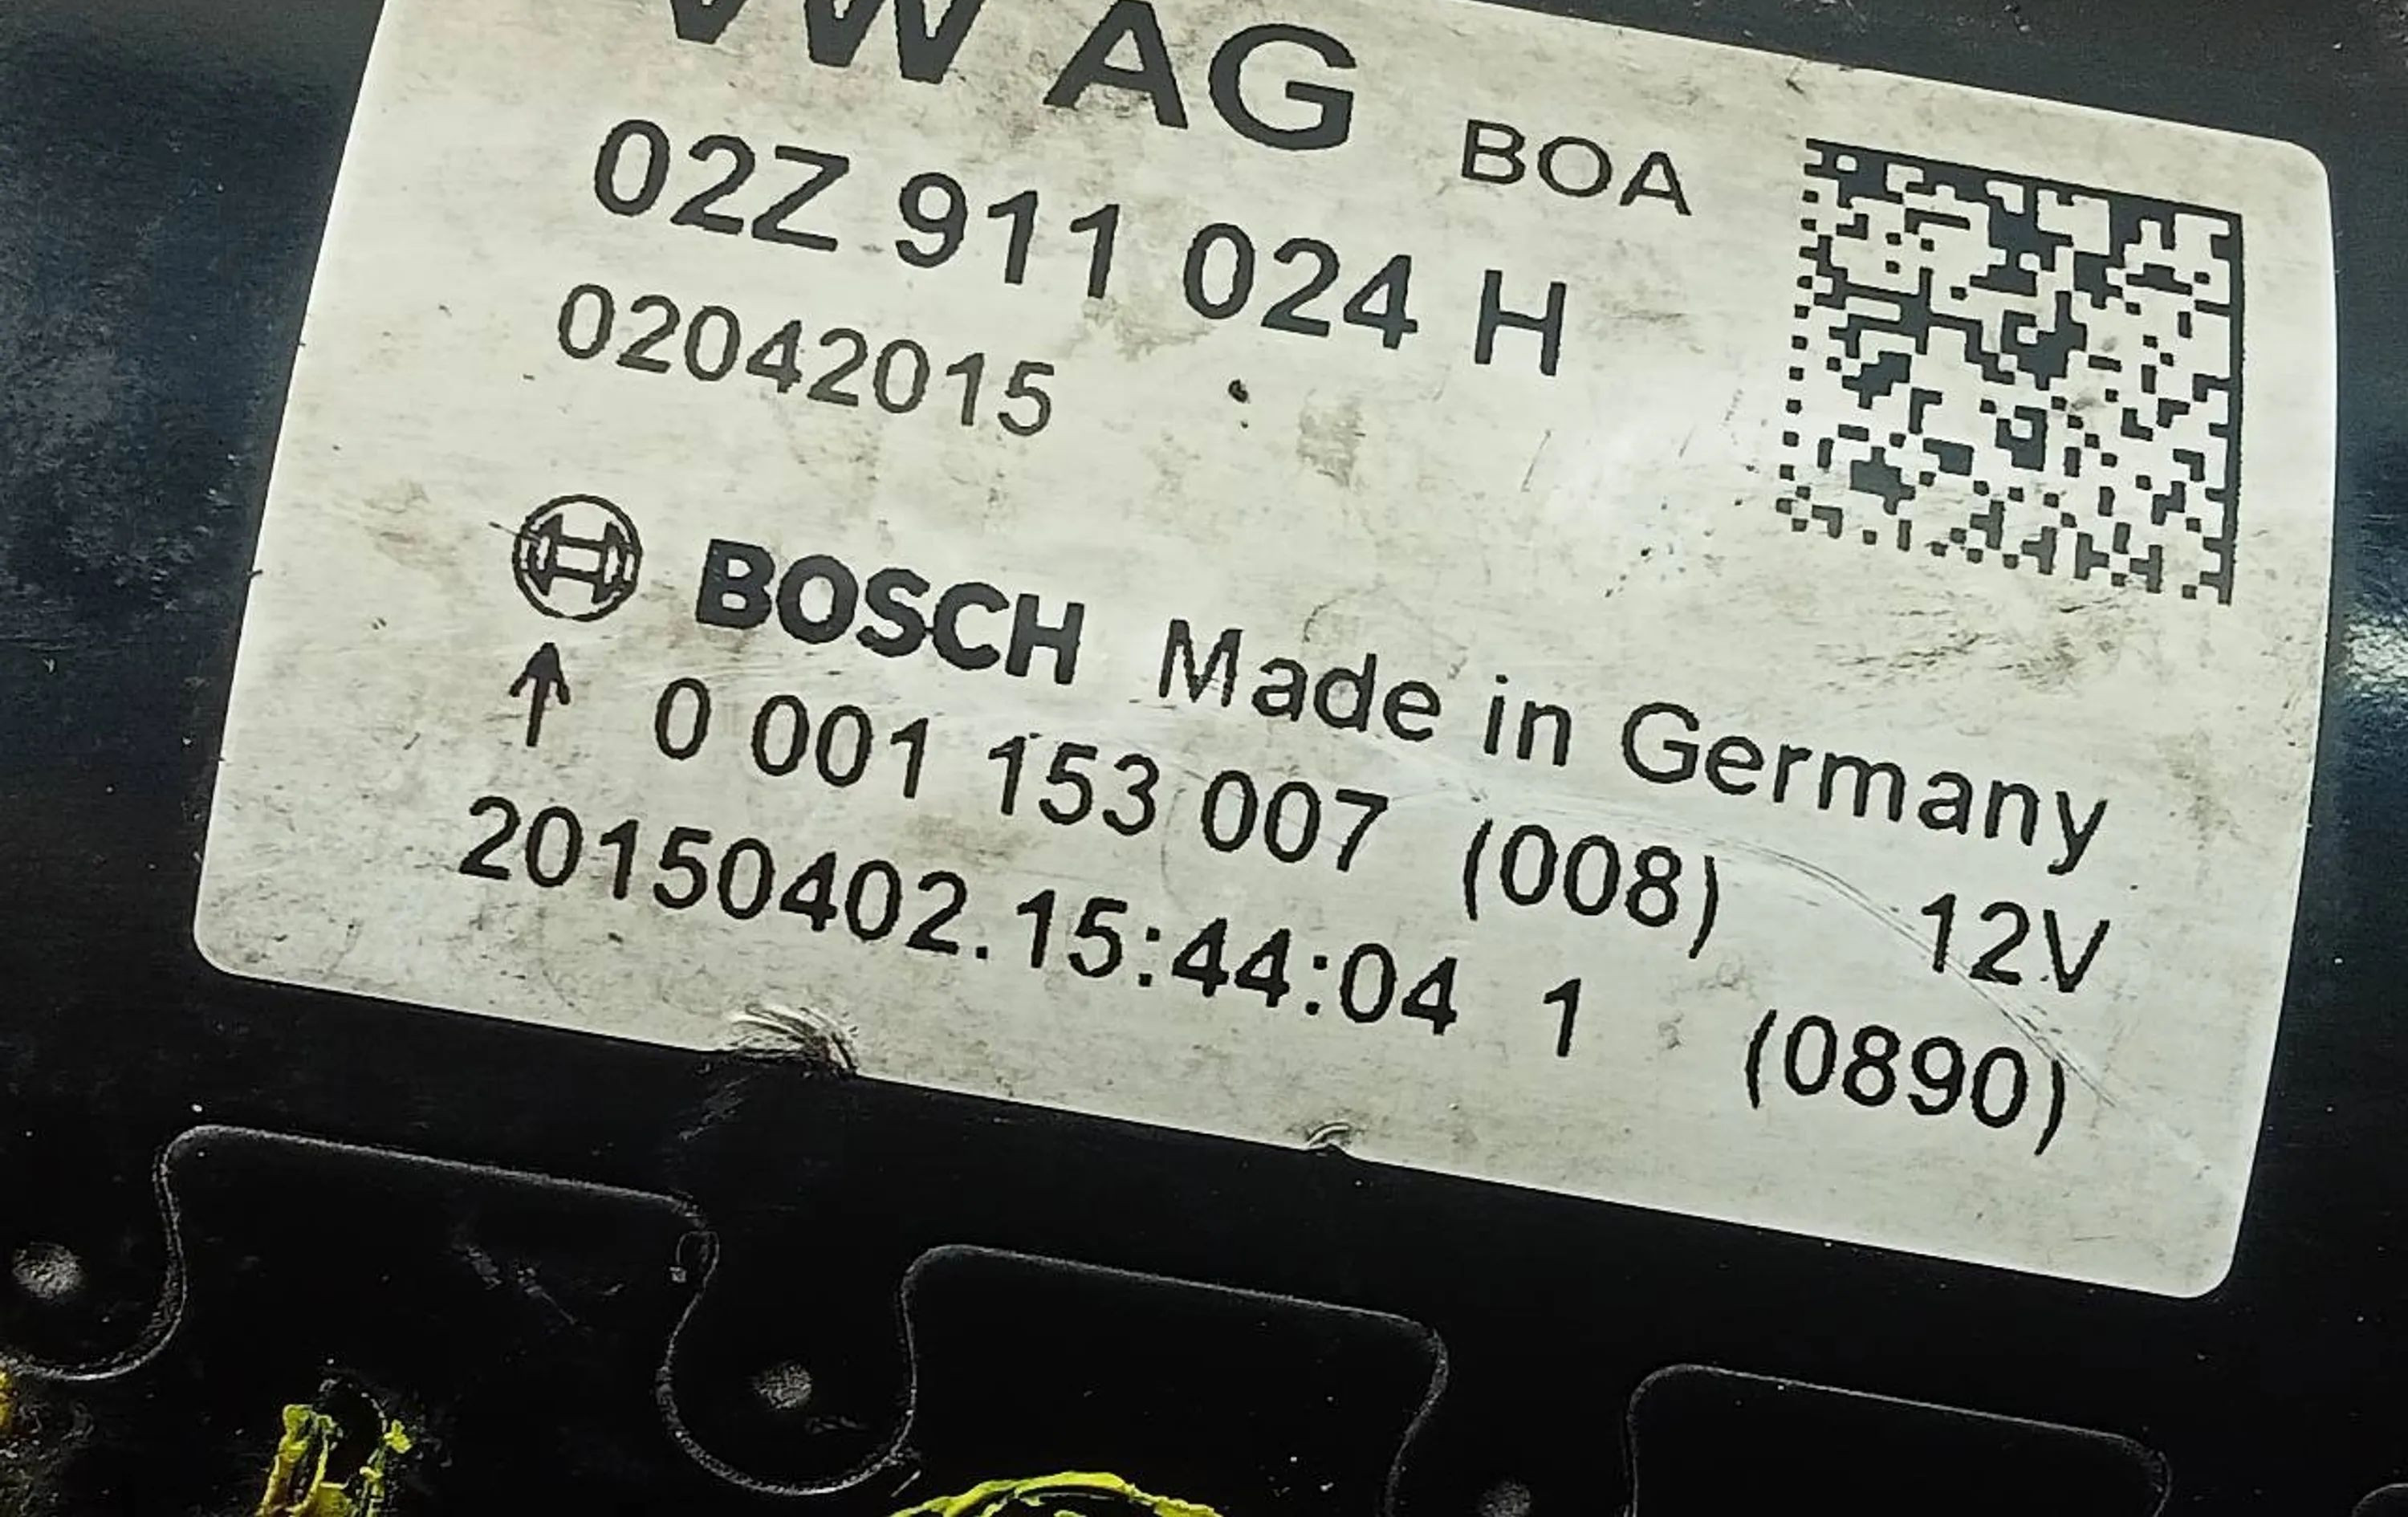 VW AG BOA
02Z 911 024 H
02042015
BOSCH Made in Germany
↑ 0 001 153 007 (008) 12V
20150402.15:44:04 1 (0890)